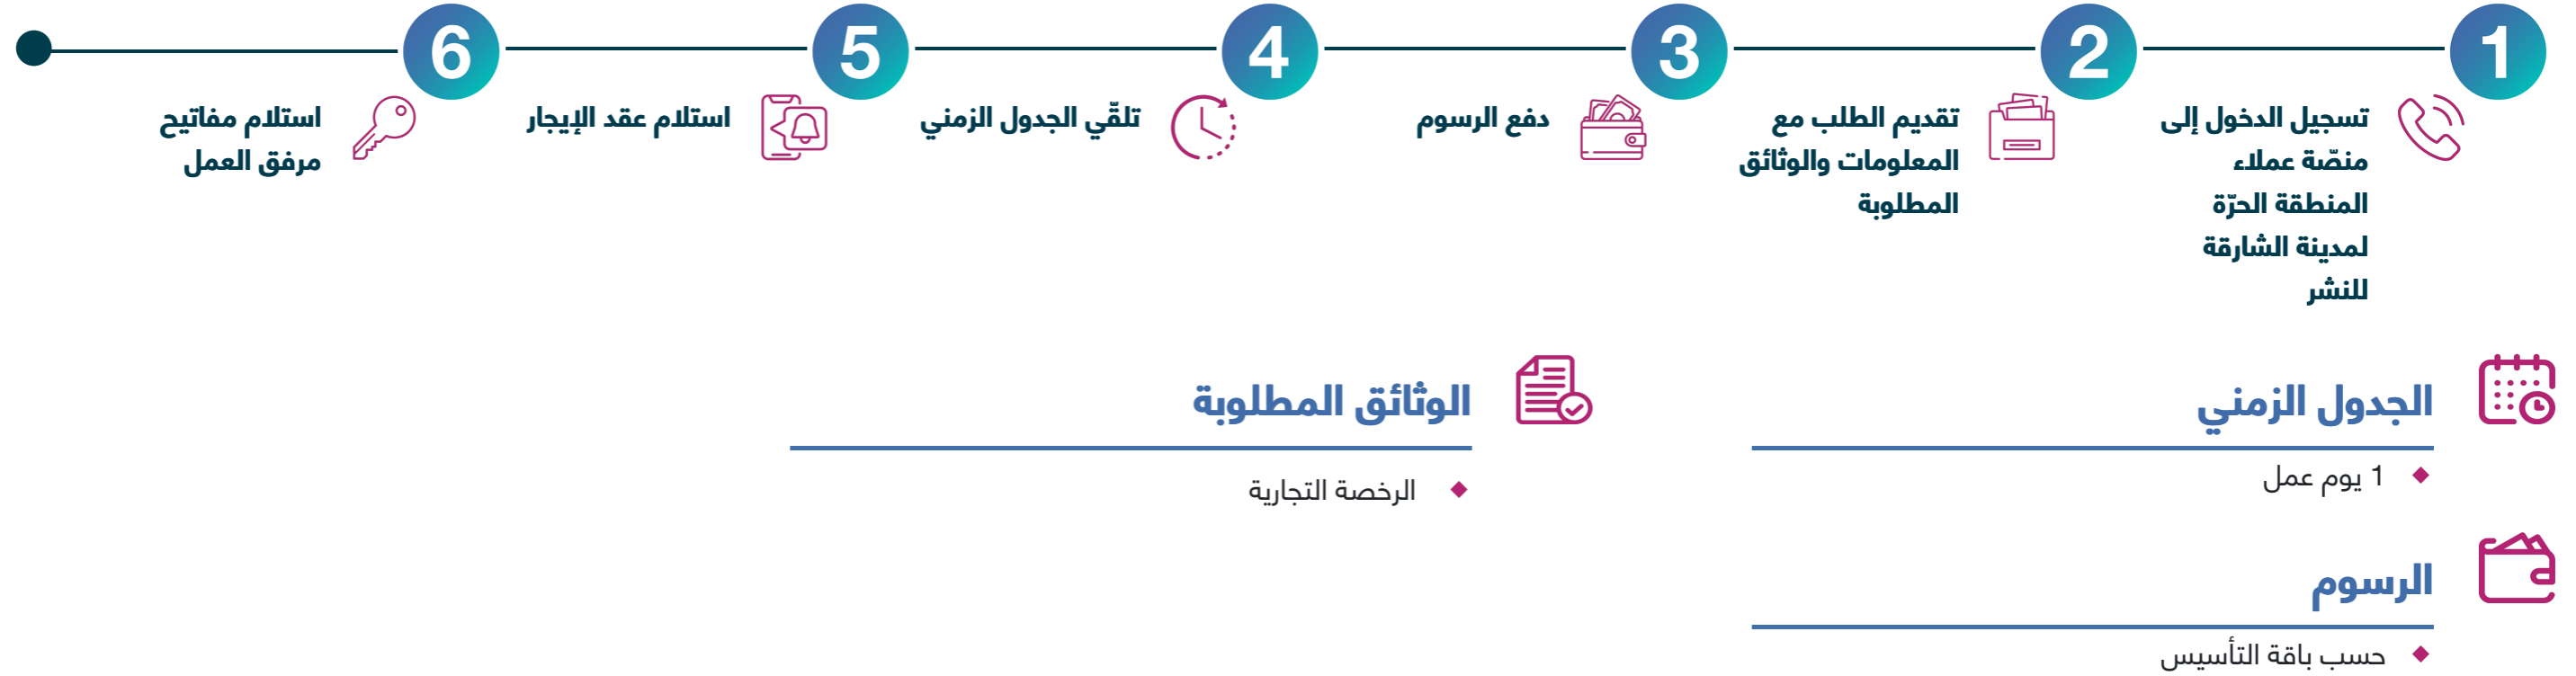 1
تسجيل الدخول إلى
منصّة عملاء
المنطقة الحرّة
لمدينة الشارقة
للنشر
2
تقديم الطلب مع
المعلومات والوثائق
المطلوبة
3
دفع الرسوم
4
تلقّي الجدول الزمني
5
استلام عقد الإيجار
6
استلام مفاتيح
مرفق العمل
الجدول الزمني
1 يوم عمل
الرسوم
حسب باقة التأسيس
الوثائق المطلوبة
الرخصة التجارية